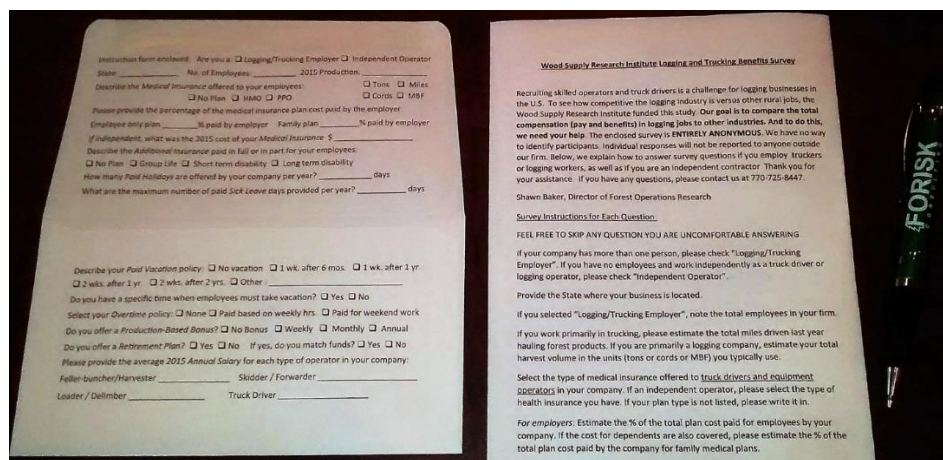 Instruction form enclosed. Are you a: ☐ Logging/Trucking Employer ☐ Independent Operator
State: ____________ No. of Employees: ________ 2015 Production: ____________
Describe the Medical Insurance offered to your employees: ☐ Tons ☐ Miles
☐ No Plan ☐ HMO ☐ PPO ☐ Cords ☐ MBF
Please provide the percentage of the medical insurance plan cost paid by the employer
Employee only plan ______% paid by employer Family plan ________% paid by employer
If independent, what was the 2015 cost of your Medical Insurance $ ____________
Describe the Additional Insurance paid in full or in part for your employees:
☐ No Plan ☐ Group Life ☐ Short term disability ☐ Long term disability
How many Paid Holidays are offered by your company per year? __________ days
What are the maximum number of paid Sick Leave days provided per year? __________ days
Describe your Paid Vacation policy: ☐ No vacation ☐ 1 wk. after 6 mos. ☐ 1 wk. after 1 yr.
☐ 2 wks. after 1 yr. ☐ 2 wks. after 2 yrs. ☐ Other : ____________
Do you have a specific time when employees must take vacation? ☐ Yes ☐ No
Select your Overtime policy: ☐ None ☐ Paid based on weekly hrs. ☐ Paid for weekend work
Do you offer a Production-Based Bonus? ☐ No Bonus ☐ Weekly ☐ Monthly ☐ Annual
Do you offer a Retirement Plan? ☐ Yes ☐ No If yes, do you match funds? ☐ Yes ☐ No
Please provide the average 2015 Annual Salary for each type of operator in your company:
Feller-buncher/Harvester ____________ Skidder / Forwarder ____________
Loader / Delimber ____________ Truck Driver ____________
Wood Supply Research Institute Logging and Trucking Benefits Survey
Recruiting skilled operators and truck drivers is a challenge for logging businesses in
the U.S. To see how competitive the logging industry is versus other rural jobs, the
Wood Supply Research Institute funded this study. Our goal is to compare the total
compensation (pay and benefits) in logging jobs to other industries. And to do this,
we need your help. The enclosed survey is ENTIRELY ANONYMOUS. We have no way
to identify participants. Individual responses will not be reported to anyone outside
our firm. Below, we explain how to answer survey questions if you employ truckers
or logging workers, as well as if you are an independent contractor. Thank you for
your assistance. If you have any questions, please contact us at 770-725-8447.
Shawn Baker, Director of Forest Operations Research
Survey Instructions for Each Question:
FEEL FREE TO SKIP ANY QUESTION YOU ARE UNCOMFORTABLE ANSWERING
If your company has more than one person, please check "Logging/Trucking
Employer". If you have no employees and work independently as a truck driver or
logging operator, please check "Independent Operator".
Provide the State where your business is located.
If you selected "Logging/Trucking Employer", note the total employees in your firm.
If you work primarily in trucking, please estimate the total miles driven last year
hauling forest products. If you are primarily a logging company, estimate your total
harvest volume in the units (tons or cords or MBF) you typically use.
Select the type of medical insurance offered to truck drivers and equipment
operators in your company. If an independent operator, please select the type of
health insurance you have. If your plan type is not listed, please write it in.
For employers: Estimate the % of the total plan cost paid for employees by your
company. If the cost for dependents are also covered, please estimate the % of the
total plan cost paid by the company for family medical plans.
FORISK